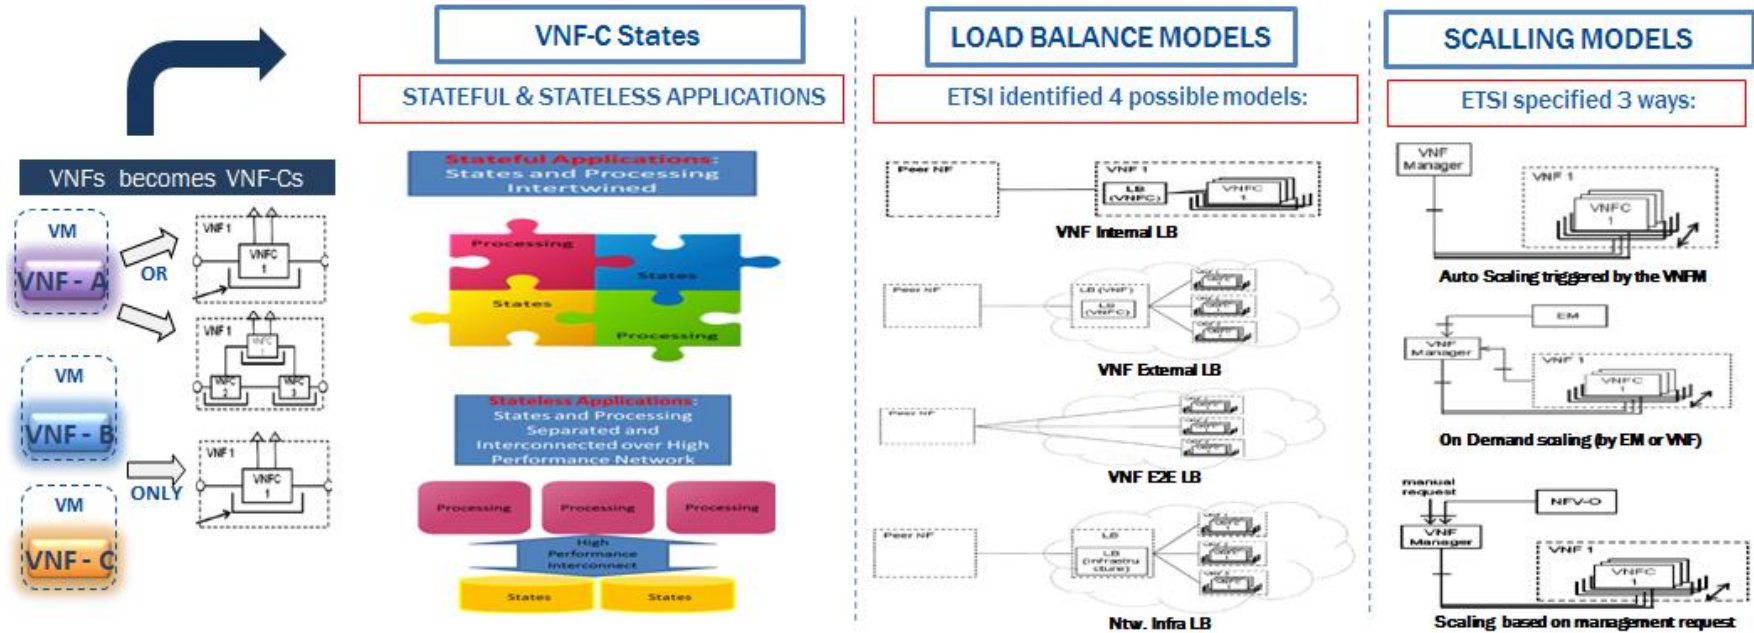 VNFs becomes VNF-Cs
VM
VNF - A
OR
VNF 1
VNFC
1
VNF 1
VNFC
1
VNFC
2
VNFC
3
VM
VNF - B
VM
VNF - C
ONLY
VNF 1
VNFC
1
VNF-C States
STATEFUL & STATELESS APPLICATIONS
Stateful Applications:
States and Processing
Intertwined
Processing
States
States
Processing
Stateless Applications:
States and Processing
Separated and
Interconnected over High
Performance Network
Processing
Processing
Processing
High
Performance
Interconnect
States
States
LOAD BALANCE MODELS
ETSI identified 4 possible models:
Peer NF
VNF 1
LB
(VNFC)
VNFC
1
VNF Internal LB
Peer NF
LB (VNF)
LB
(VNFC)
VNF External LB
Peer NF
VNF E2E LB
Peer NF
LB
LB
(infrastru
cture)
Ntw. Infra LB
SCALLING MODELS
ETSI specified 3 ways:
VNF
Manager
VNF 1
VNFC
1
Auto Scaling triggered by the VNFM
EM
VNF
Manager
VNF 1
VNFC
1
On Demand scaling (by EM or VNF)
manual
request
NFV-O
VNF
Manager
VNF 1
VNFC
1
Scaling based on management request